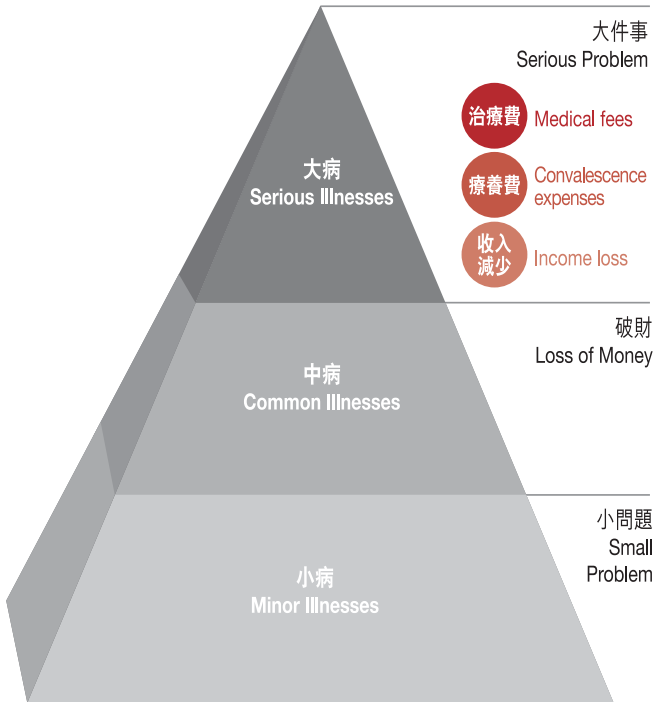 大件事
Serious Problem
治療費
Medical fees
療養費
Convalescence
expenses
收入
減少
Income loss
大病
Serious Illnesses
破財
Loss of Money
中病
Common Illnesses
小問題
Small
Problem
小病
Minor Illnesses